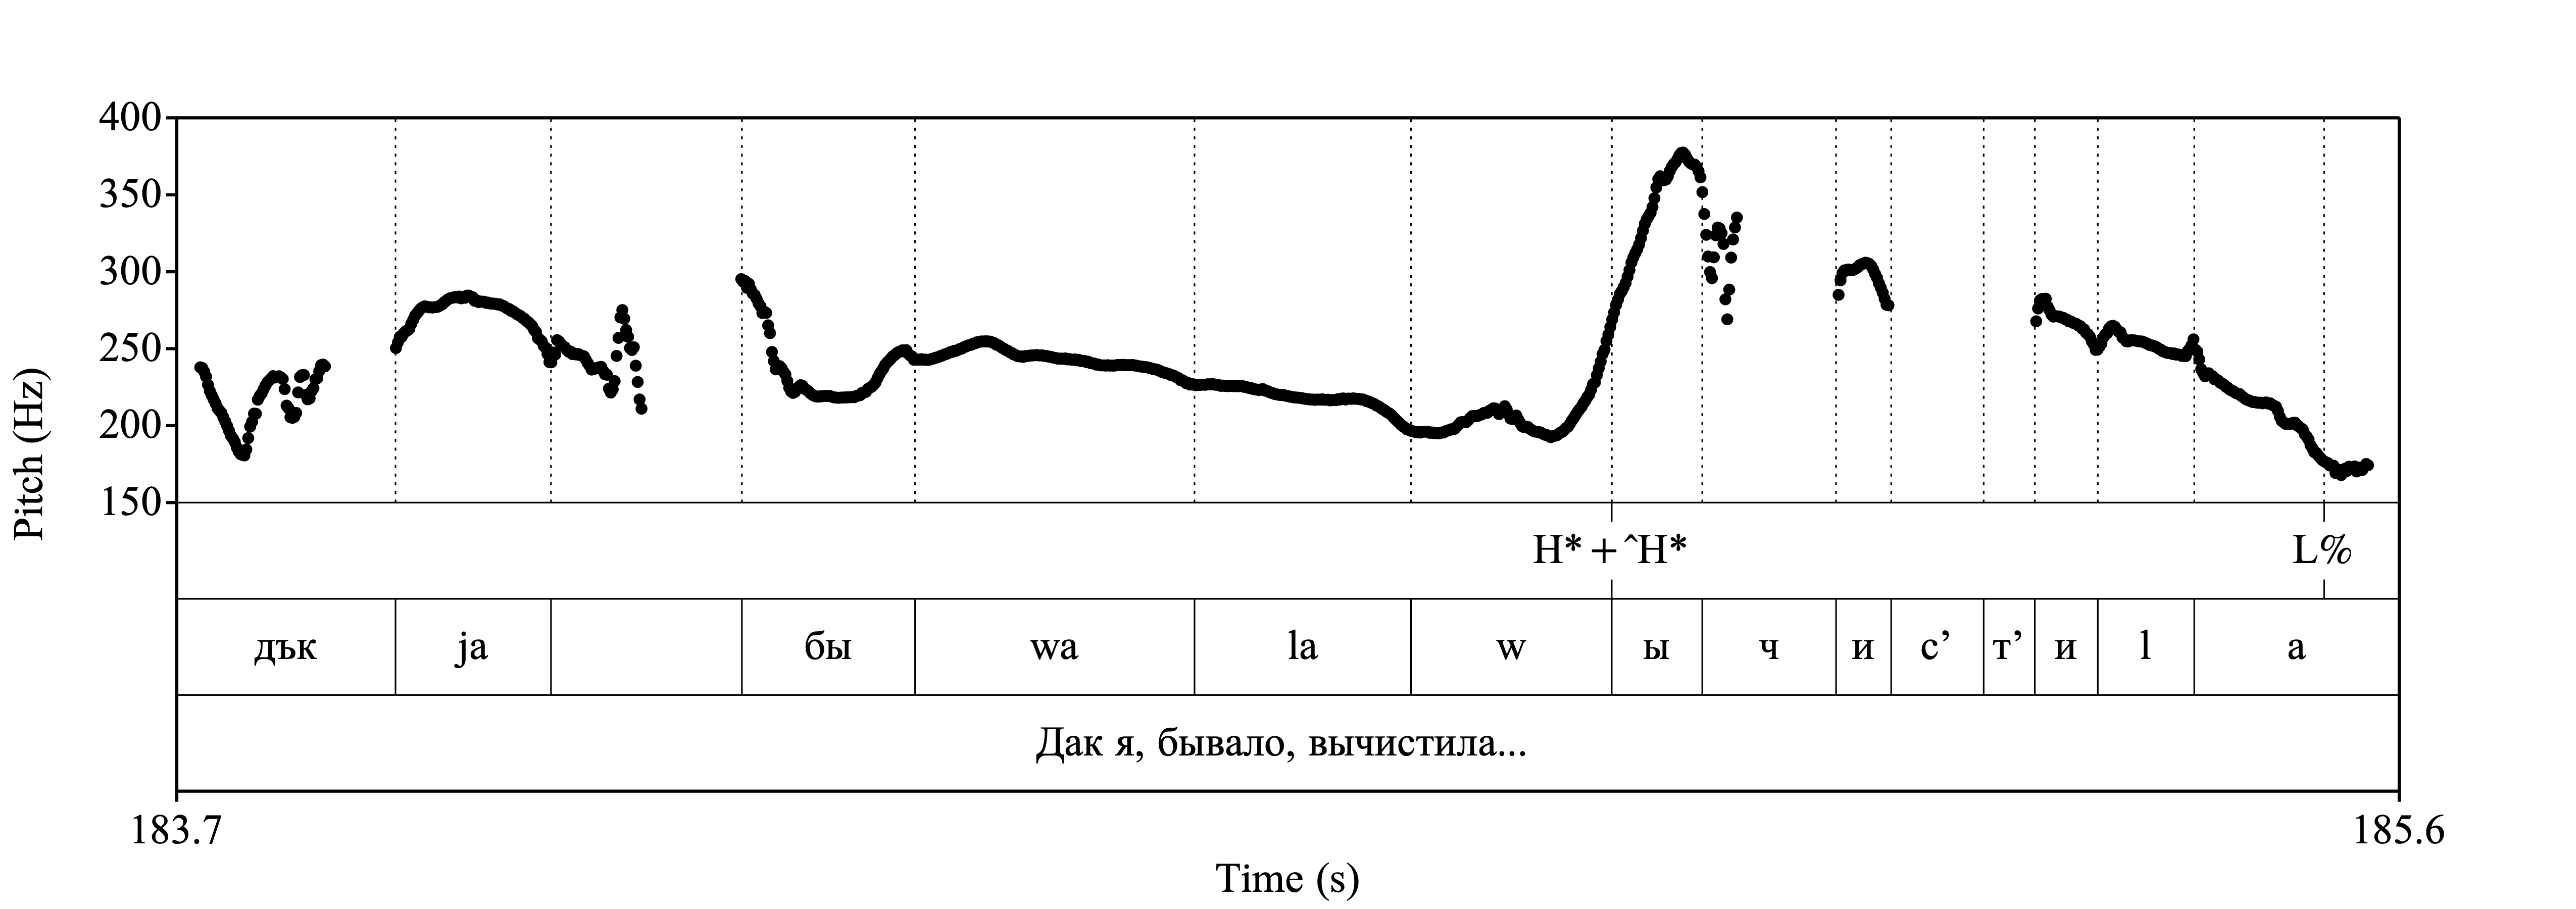 400
350
300
250
200
150
Pitch (Hz)
H* + ^H* L%
дък ja бы wa la w ы ч и с’ т’ и l a
Дак я, бывало, вычистила...
183.7 185.6
Time (s)